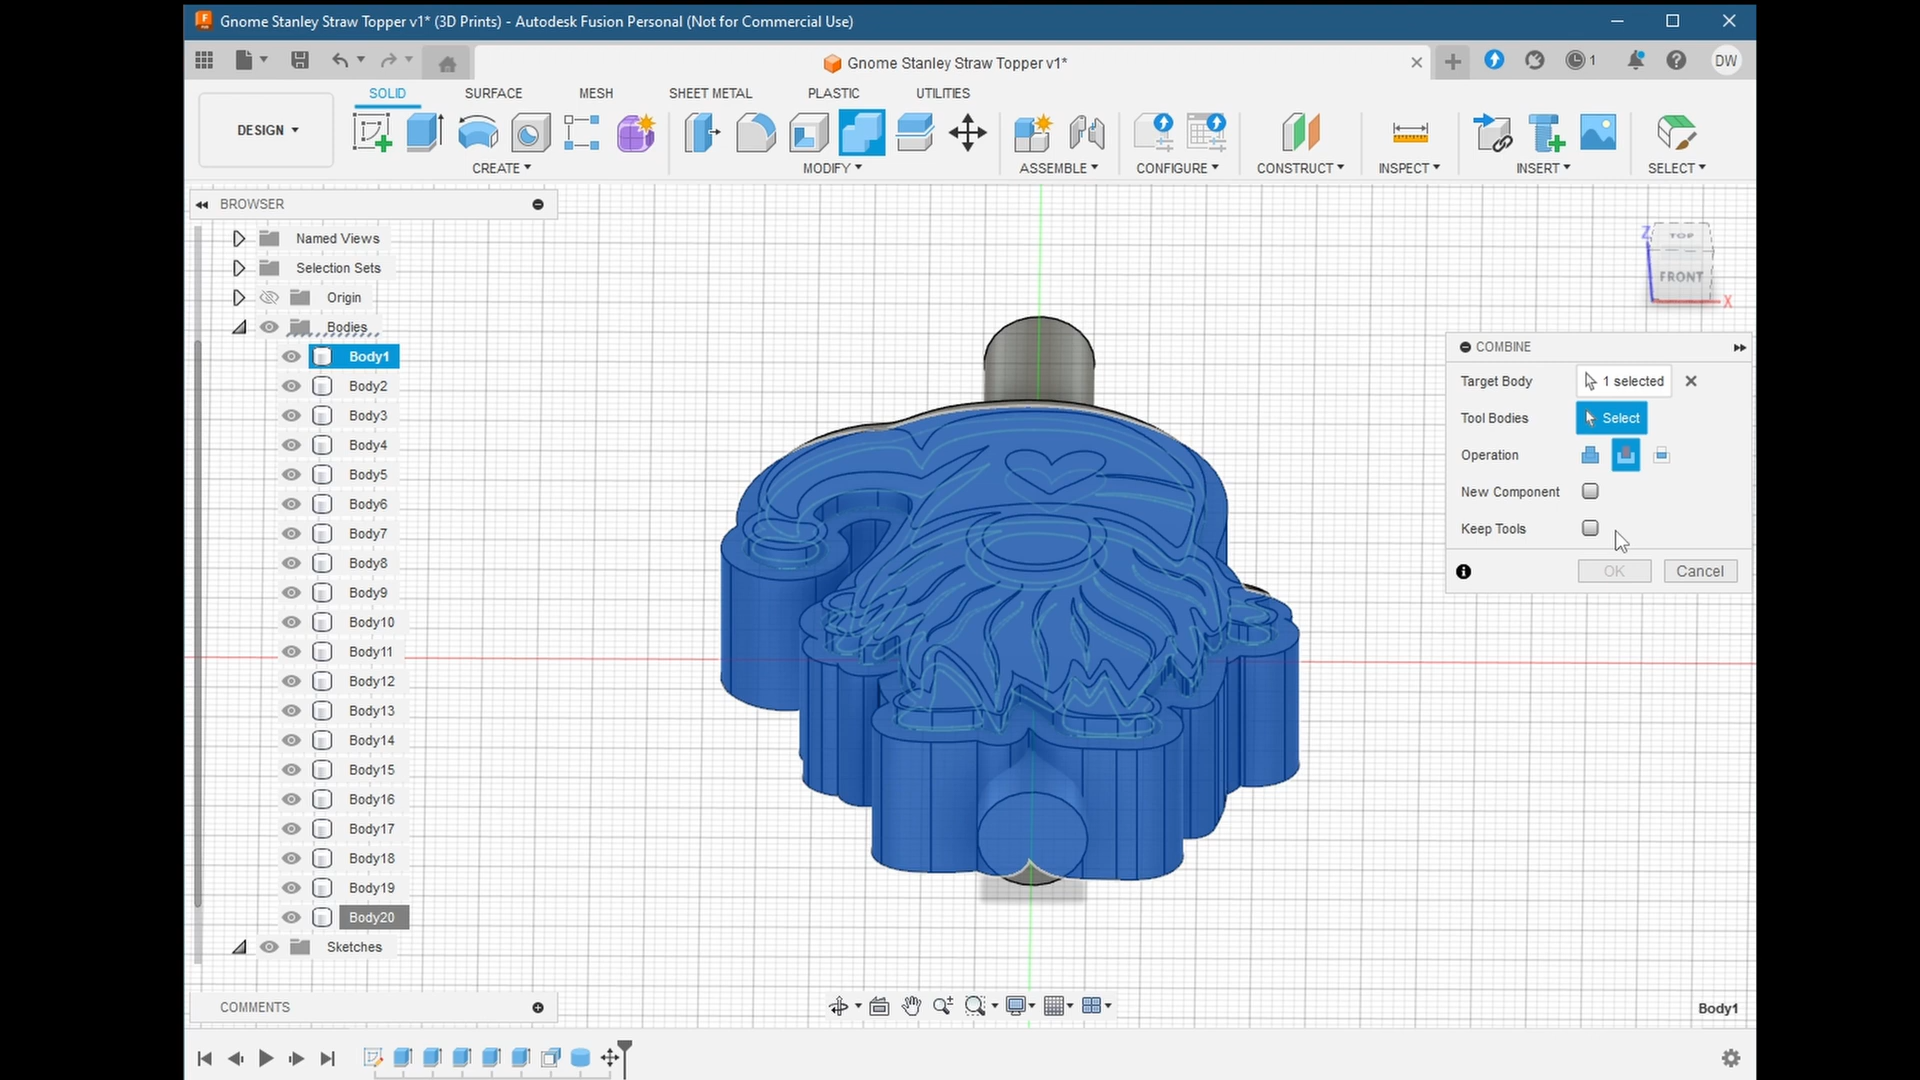 Gnome Stanley Straw Topper v1* (3D Prints) - Autodesk Fusion Personal (Not for Commercial Use)
Gnome Stanley Straw Topper v1*
1
DW
DESIGN
SOLID
SURFACE
MESH
SHEET METAL
PLASTIC
UTILITIES
CREATE
MODIFY
ASSEMBLE
CONFIGURE
CONSTRUCT
INSPECT
INSERT
SELECT
BROWSER
Named Views
Selection Sets
Origin
Bodies
Body1
Body2
Body3
Body4
Body5
Body6
Body7
Body8
Body9
Body10
Body11
Body12
Body13
Body14
Body15
Body16
Body17
Body18
Body19
Body20
Sketches
COMMENTS
Z
TOP
FRONT
X
COMBINE
Target Body
1 selected
Tool Bodies
Select
Operation
New Component
Keep Tools
OK
Cancel
Body1